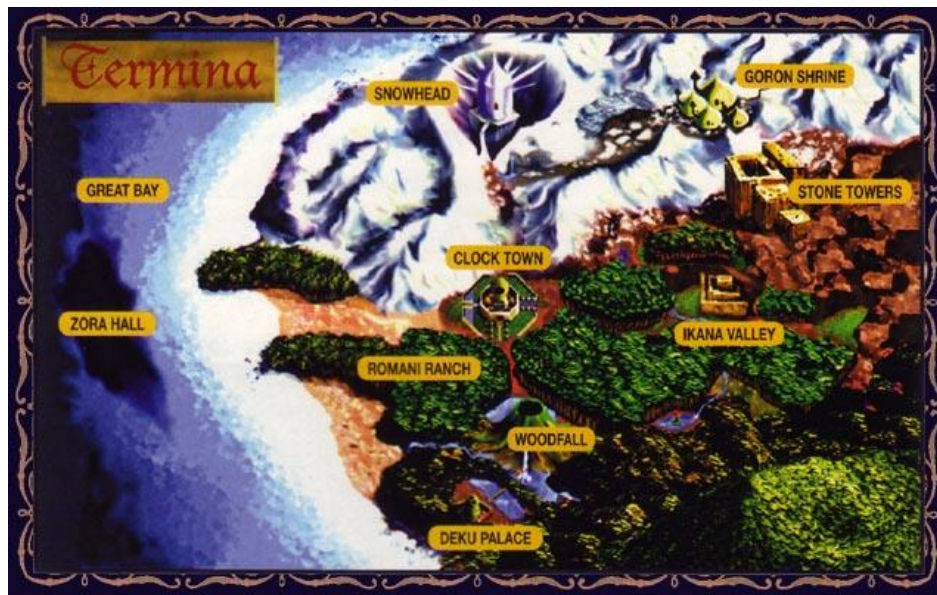 Termina
SNOWHEAD
GORON SHRINE
GREAT BAY
STONE TOWERS
CLOCK TOWN
ZORA HALL
IKANA VALLEY
ROMANI RANCH
WOODFALL
DEKU PALACE